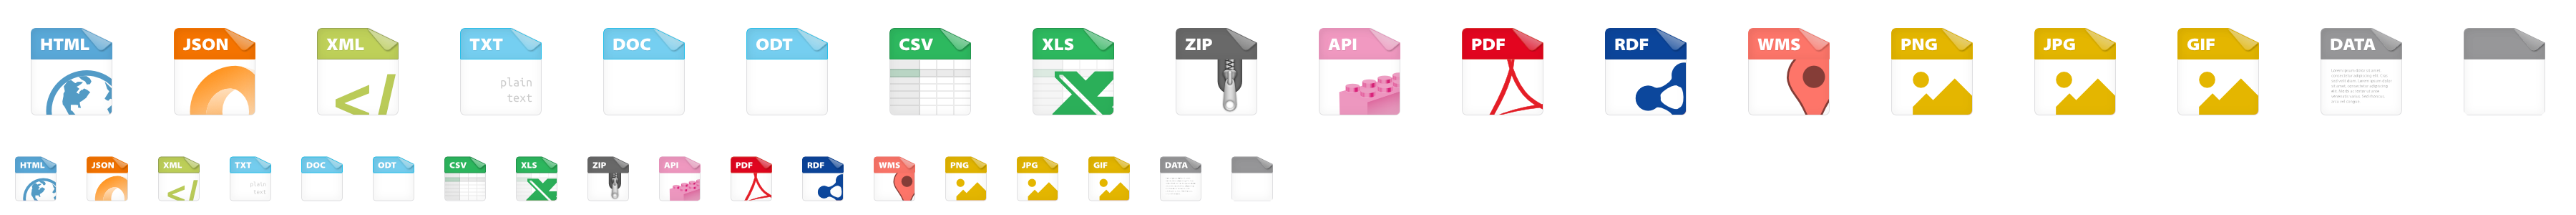 HTML JSON XML TXT DOC ODT CSV XLS ZIP API PDF RDF WMS PNG JPG GIF DATA
plain
text
HTML JSON XML TXT DOC ODT CSV XLS ZIP API PDF RDF WMS PNG JPG GIF DATA
plain
text